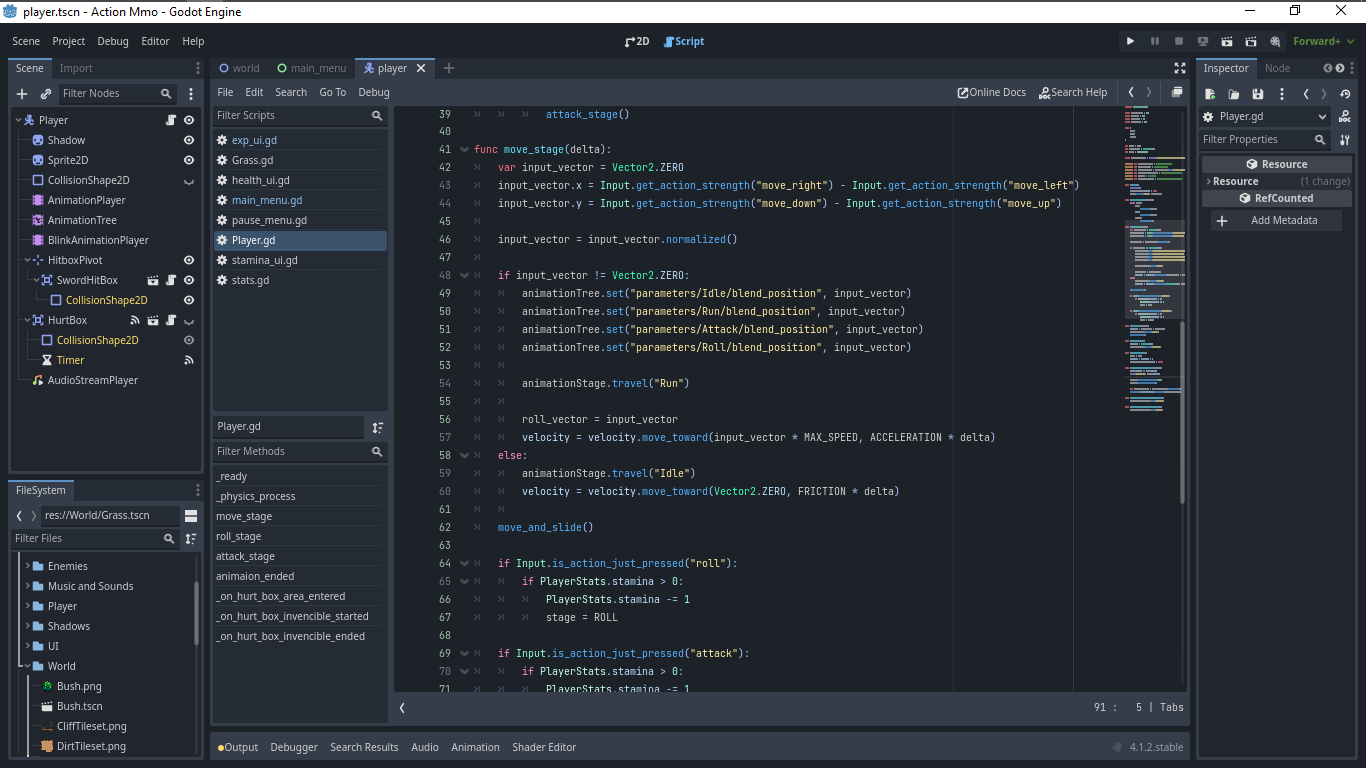 player.tscn - Action Mmo - Godot Engine
Scene Project Debug Editor Help
2D Script
Forward+
Scene Import
Filter Nodes
Player
Shadow
Sprite2D
CollisionShape2D
AnimationPlayer
AnimationTree
BlinkAnimationPlayer
HitboxPivot
SwordHitBox
CollisionShape2D
HurtBox
CollisionShape2D
Timer
AudioStreamPlayer
FileSystem
res://World/Grass.tscn
Filter Files
Enemies
Music and Sounds
Player
Shadows
UI
World
Bush.png
Bush.tscn
CliffTileset.png
DirtTileset.png
world main_menu player
File Edit Search Go To Debug
Online Docs Search Help
Filter Scripts
exp_ui.gd
Grass.gd
health_ui.gd
main_menu.gd
pause_menu.gd
Player.gd
stamina_ui.gd
stats.gd
Player.gd
Filter Methods
_ready
_physics_process
move_stage
roll_stage
attack_stage
animaion_ended
_on_hurt_box_area_entered
_on_hurt_box_invencible_started
_on_hurt_box_invencible_ended
39 attack_stage()
40
41 func move_stage(delta):
42 var input_vector = Vector2.ZERO
43 input_vector.x = Input.get_action_strength("move_right") - Input.get_action_strength("move_left")
44 input_vector.y = Input.get_action_strength("move_down") - Input.get_action_strength("move_up")
45
46 input_vector = input_vector.normalized()
47
48 if input_vector != Vector2.ZERO:
49 animationTree.set("parameters/Idle/blend_position", input_vector)
50 animationTree.set("parameters/Run/blend_position", input_vector)
51 animationTree.set("parameters/Attack/blend_position", input_vector)
52 animationTree.set("parameters/Roll/blend_position", input_vector)
53
54 animationStage.travel("Run")
55
56 roll_vector = input_vector
57 velocity = velocity.move_toward(input_vector * MAX_SPEED, ACCELERATION * delta)
58 else:
59 animationStage.travel("Idle")
60 velocity = velocity.move_toward(Vector2.ZERO, FRICTION * delta)
61
62 move_and_slide()
63
64 if Input.is_action_just_pressed("roll"):
65 if PlayerStats.stamina > 0:
66 PlayerStats.stamina -= 1
67 stage = ROLL
68
69 if Input.is_action_just_pressed("attack"):
70 if PlayerStats.stamina > 0:
71 PlayerStats.stamina -= 1
91 : 5 | Tabs
Output Debugger Search Results Audio Animation Shader Editor
4.1.2.stable
Inspector Node
Player.gd
Filter Properties
Resource
Resource (1 change)
RefCounted
Add Metadata